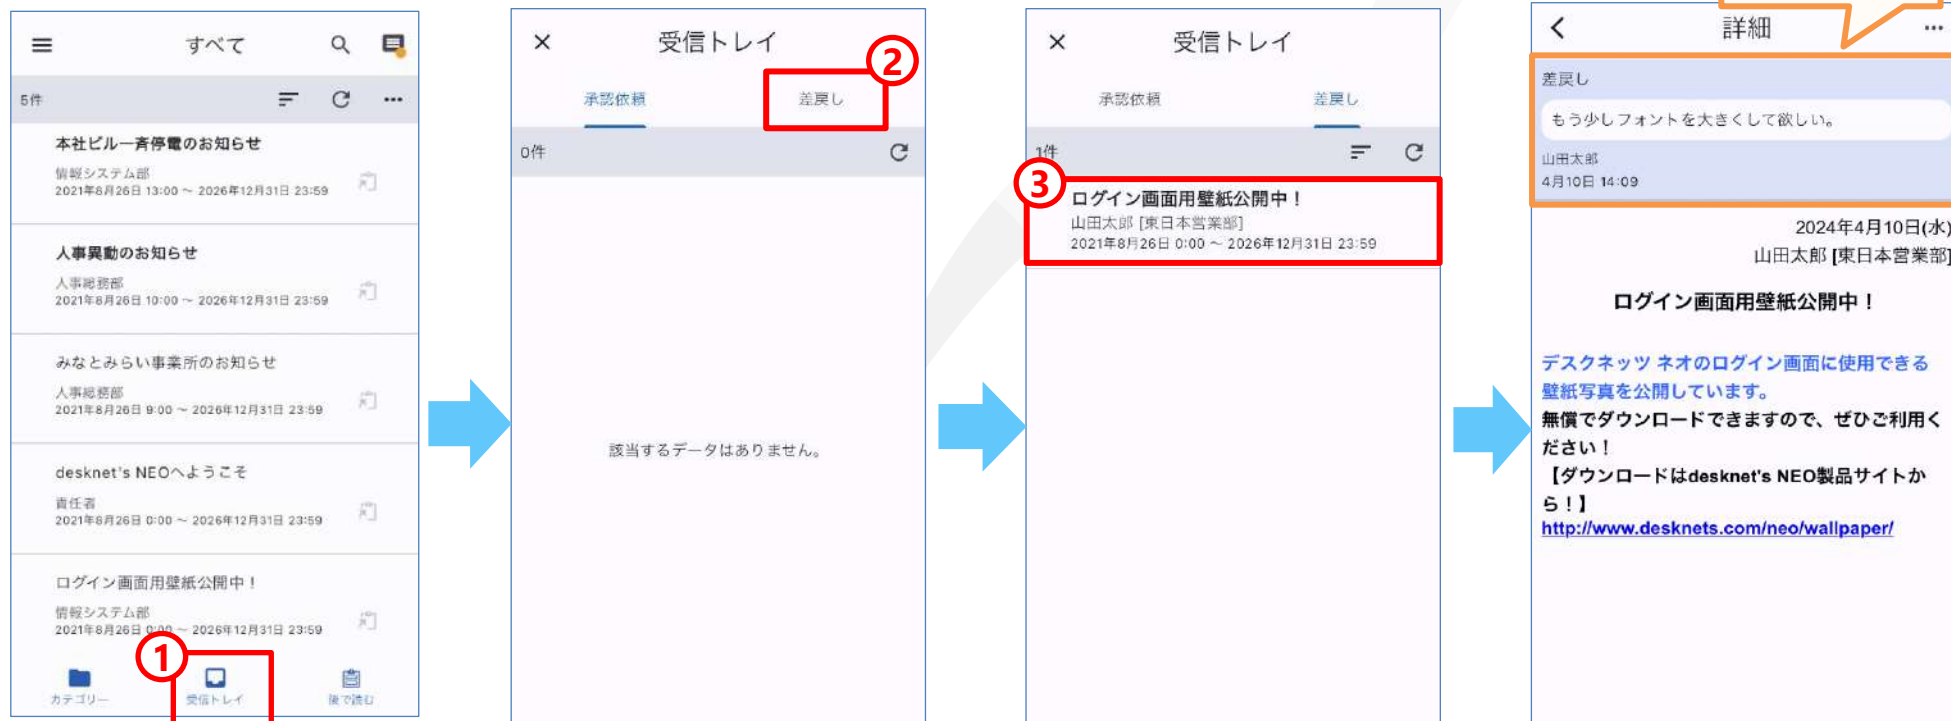 すべて
5件
本社ビル一斉停電のお知らせ
情報システム部
2021年8月26日 13:00 ～ 2026年12月31日 23:59
人事異動のお知らせ
人事総務部
2021年8月26日 10:00 ～ 2026年12月31日 23:59
みなとみらい事業所のお知らせ
人事総務部
2021年8月26日 9:00 ～ 2026年12月31日 23:59
desknet's NEOへようこそ
責任者
2021年8月26日 0:00 ～ 2026年12月31日 23:59
ログイン画面用壁紙公開中！
情報システム部
2021年8月26日 0:00 ～ 2026年12月31日 23:59
①
カテゴリー 受信トレイ 後で読む
受信トレイ
②
承認依頼 差戻し
0件
該当するデータはありません。
受信トレイ
承認依頼 差戻し
1件
③
ログイン画面用壁紙公開中！
山田太郎 [東日本営業部]
2021年8月26日 0:00 ～ 2026年12月31日 23:59
詳細
差戻し
もう少しフォントを大きくして欲しい。
山田太郎
4月10日 14:09
2024年4月10日(水)
山田太郎 [東日本営業部]
ログイン画面用壁紙公開中！
デスクネッツ ネオのログイン画面に使用できる
壁紙写真を公開しています。
無償でダウンロードできますので、ぜひご利用く
ださい！
【ダウンロードはdesknet's NEO製品サイトか
ら！】
http://www.desknets.com/neo/wallpaper/